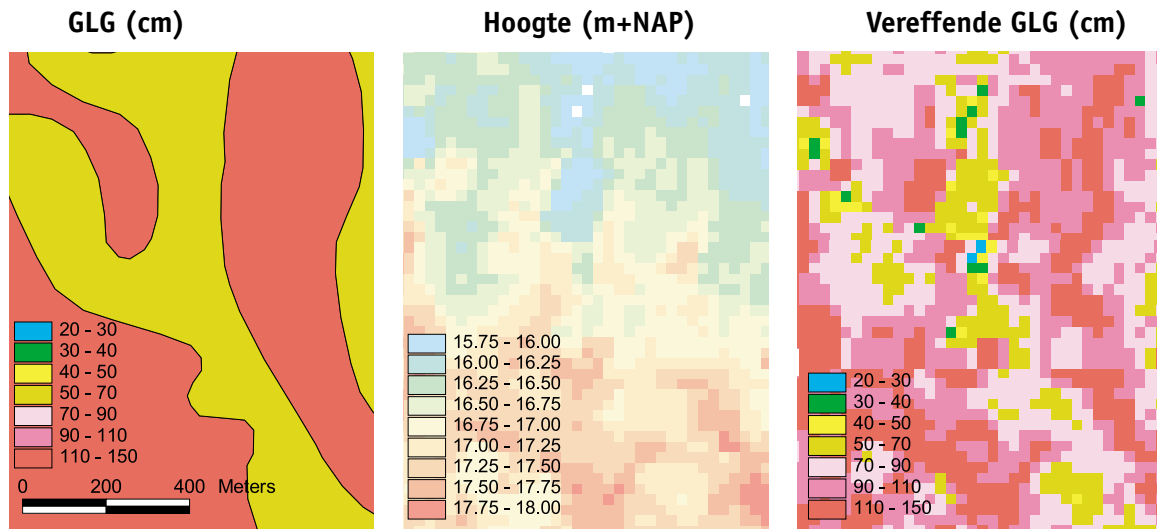 GLG (cm)
20 - 30
30 - 40
40 - 50
50 - 70
70 - 90
90 - 110
110 - 150
0 200 400 Meters
Hoogte (m+NAP)
15.75 - 16.00
16.00 - 16.25
16.25 - 16.50
16.50 - 16.75
16.75 - 17.00
17.00 - 17.25
17.25 - 17.50
17.50 - 17.75
17.75 - 18.00
Vereffende GLG (cm)
20 - 30
30 - 40
40 - 50
50 - 70
70 - 90
90 - 110
110 - 150